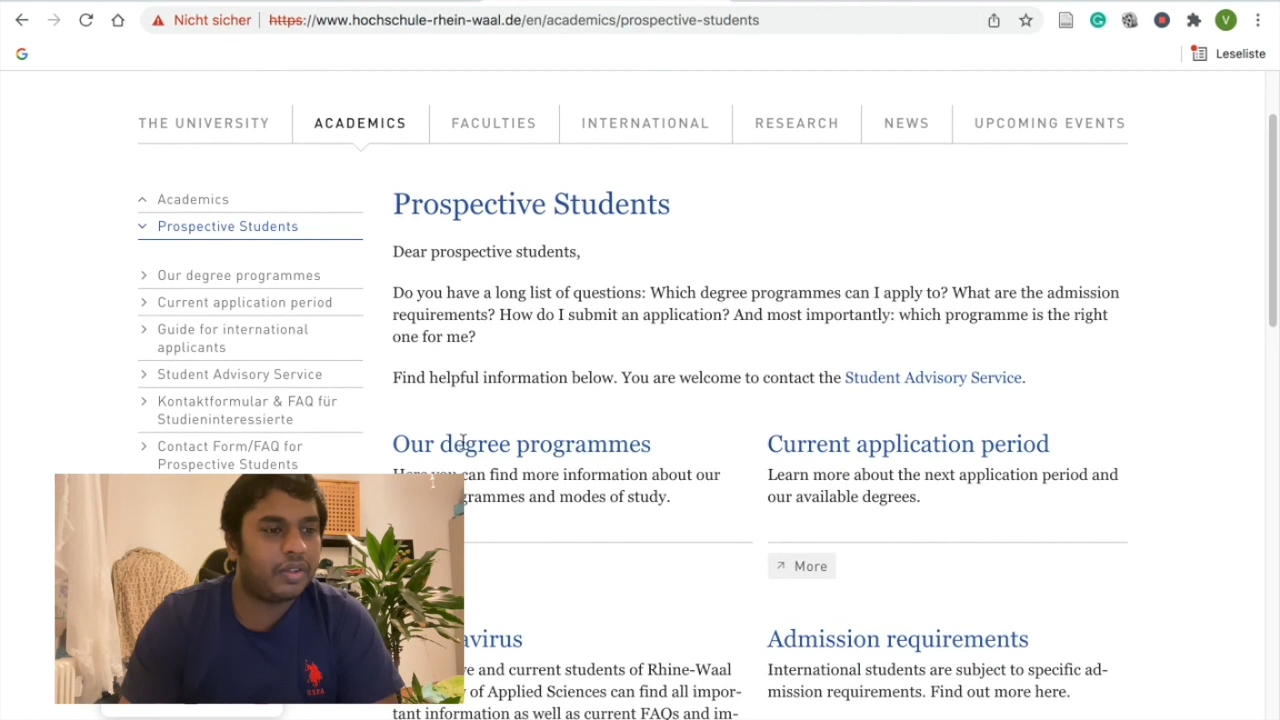 Nicht sicher
https://www.hochschule-rhein-waal.de/en/academics/prospective-students
V
Leseliste
THE UNIVERSITY
ACADEMICS
FACULTIES
INTERNATIONAL
RESEARCH
NEWS
UPCOMING EVENTS
Academics
Prospective Students
Our degree programmes
Current application period
Guide for international
applicants
Student Advisory Service
Kontaktformular & FAQ für
Studieninteressierte
Contact Form/FAQ for
Prospective Students
Prospective Students
Dear prospective students,
Do you have a long list of questions: Which degree programmes can I apply to? What are the admission
requirements? How do I submit an application? And most importantly: which programme is the right
one for me?
Find helpful information below. You are welcome to contact the Student Advisory Service.
Our degree programmes
Here you can find more information about our
grammes and modes of study.
Current application period
Learn more about the next application period and
our available degrees.
More
avirus
ve and current students of Rhine-Waal
y of Applied Sciences can find all impor-
tant information as well as current FAQs and im-
Admission requirements
International students are subject to specific ad-
mission requirements. Find out more here.
USPA